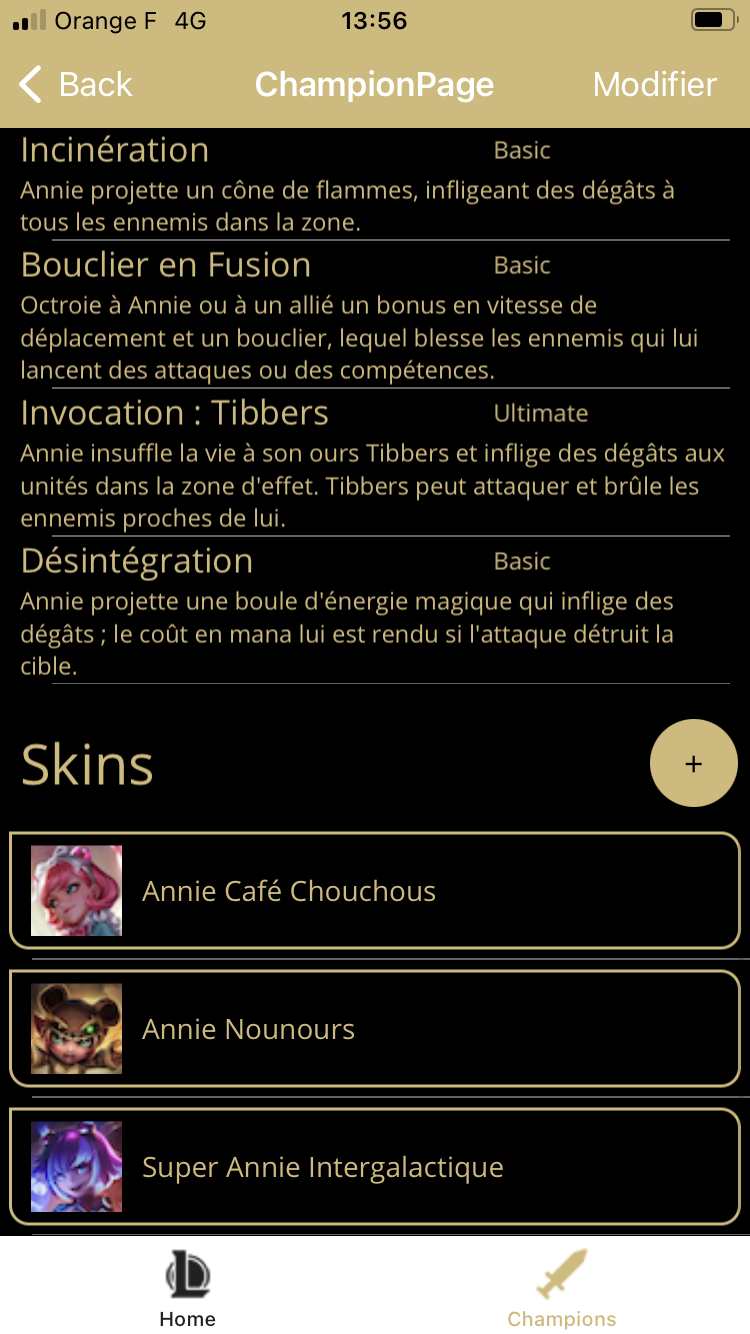 Orange F 4G 13:56
Back ChampionPage Modifier
Incinération Basic
Annie projette un cône de flammes, infligeant des dégâts à
tous les ennemis dans la zone.
Bouclier en Fusion Basic
Octroie à Annie ou à un allié un bonus en vitesse de
déplacement et un bouclier, lequel blesse les ennemis qui lui
lancent des attaques ou des compétences.
Invocation : Tibbers Ultimate
Annie insuffle la vie à son ours Tibbers et inflige des dégâts aux
unités dans la zone d'effet. Tibbers peut attaquer et brûle les
ennemis proches de lui.
Désintégration Basic
Annie projette une boule d'énergie magique qui inflige des
dégâts ; le coût en mana lui est rendu si l'attaque détruit la
cible.
Skins +
Annie Café Chouchous
Annie Nounours
Super Annie Intergalactique
Home Champions